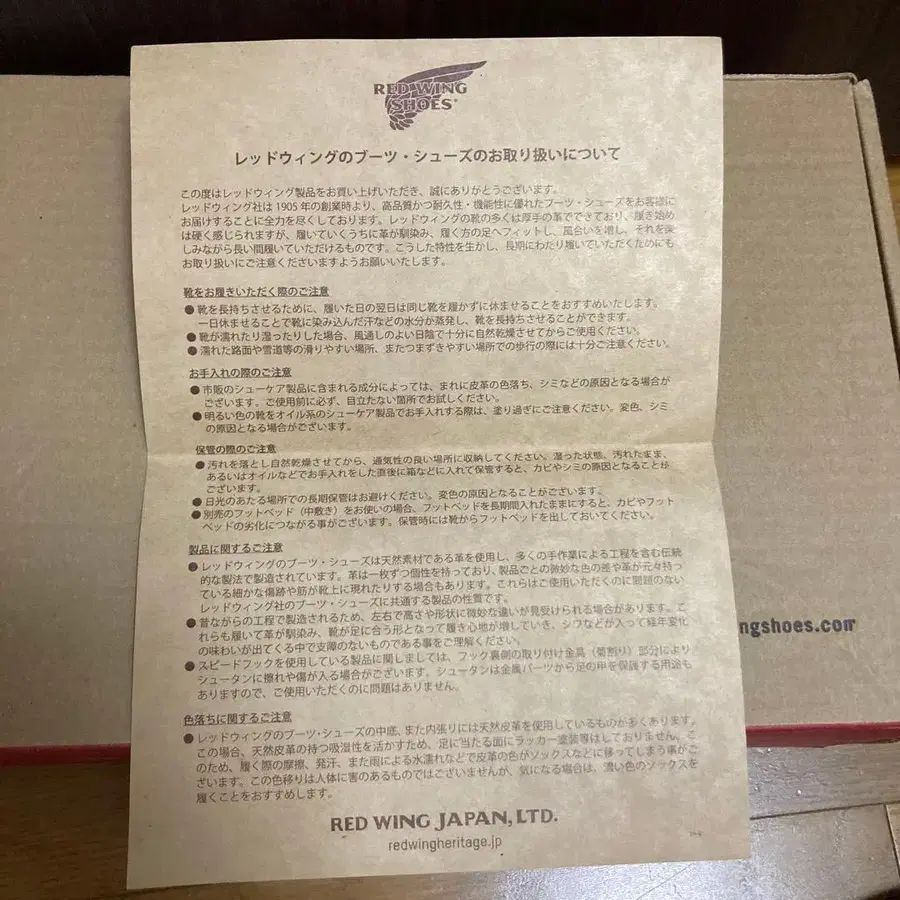 RED WING
SHOES®
レッドウィングのブーツ・シューズのお取り扱いについて
この度はレッドウィング製品をお買い上げいただき、誠にありがとうございます。
レッドウィング社は1905年の創業時より、高品質かつ耐久性・機能性に優れたブーツ・シューズをお客様に
お届けすることに全力を尽くしております。レッドウィングの靴の多くは厚手の革でできており、履き始め
は硬く感じられますが、履いていくうちに革が馴染み、履く方の足へフィットし、風合いを増し、それを楽
しみながら長い間履いていただけるものです。こうした特性を生かし、長期にわたり履いていただくためにも
お取り扱いにご注意くださいますようお願いいたします。
靴をお履きいただく際のご注意
● 靴を長持ちさせるために、履いた日の翌日は同じ靴を履かずに休ませることをおすすめいたします。
一日休ませることで靴に染み込んだ汗などの水分が蒸発し、靴を長持ちさせることができます。
● 靴が濡れたり湿ったりした場合、風通しのよい日陰で十分に自然乾燥させてからご使用ください。
● 濡れた路面や雪道等の滑りやすい場所、またつまずきやすい場所での歩行の際には十分ご注意ください。
お手入れの際のご注意
● 市販のシューケア製品に含まれる成分によっては、まれに皮革の色落ち、シミなどの原因となる場合が
ございます。ご使用前に必ず、目立たない箇所でお試しください。
● 明るい色の靴をオイル系のシューケア製品でお手入れする際は、塗り過ぎにご注意ください。変色、シミ
の原因となる場合がございます。
保管の際のご注意
● 汚れを落とし自然乾燥させてから、通気性の良い場所に収納してください。湿った状態、汚れたまま、
あるいはオイルなどでお手入れをした直後に箱などに入れて保管すると、カビやシミの原因となることが
ございます。
● 日光のあたる場所での長期保管はお避けください。変色の原因となることがございます。
● 別売のフットベッド（中敷き）をお使いの場合、フットベッドを長期間入れたままにすると、カビやフット
ベッドの劣化につながる事がございます。保管時には靴からフットベッドを出しておいてください。
製品に関するご注意
● レッドウィングのブーツ・シューズは天然素材である革を使用し、多くの手作業による工程を含む伝統
的な製法で製造されています。革は一枚ずつ個性を持っており、製品ごとの微妙な色の差や革が元々持っ
ている細かな傷跡や筋が靴上に現れたりする場合もあります。これらはご使用いただくのに問題のない
レッドウィング社のブーツ・シューズに共通する製品の性質です。
● 昔ながらの工程で製造されるため、左右で高さや形状に微妙な違いが見受けられる場合があります。こ
れらも履いて革が馴染み、靴が足に合う形となって履き心地が増していき、シワなどが入って経年変化
の味わいが出てくる中で支障のないものである事をご理解ください。
● スピードフックを使用している製品に関しましては、フック裏側の取り付け金具（菊割り）部分により
シュータンに擦れや傷が入る場合がございます。シュータンは金属パーツから足の甲を保護する用途も
ありますので、ご使用いただくのに問題はありません。
色落ちに関するご注意
● レッドウィングのブーツ・シューズの中底、また内張りには天然皮革を使用しているものが多くあります。こ
の場合、天然皮革の持つ吸湿性を活かすため、足に当たる面にラッカー塗装等はしておりません。こ
のため、履く際の摩擦、発汗、また雨による水濡れなどで皮革の色がソックスなどに移ってしまう事がご
ざいます。この色移りは人体に害のあるものではございませんが、気になる場合は、濃い色のソックスを
履くことをおすすめします。
RED WING JAPAN, LTD.
redwingheritage.jp
ngshoes.com